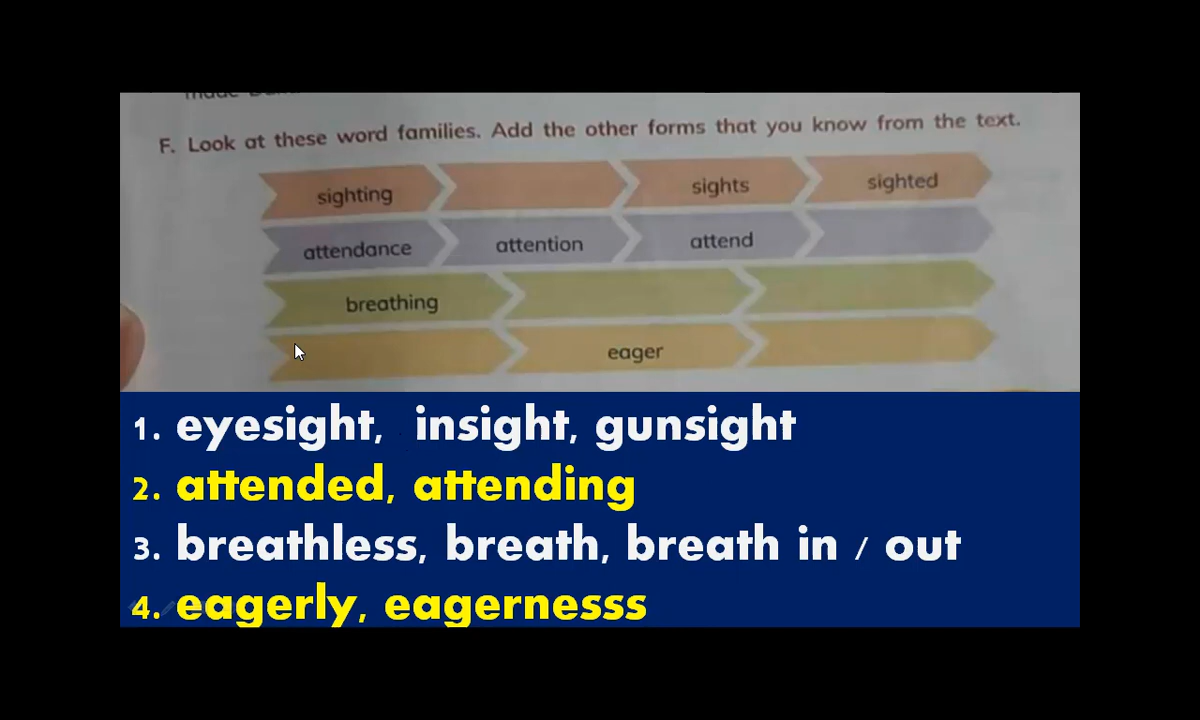 F. Look at these word families. Add the other forms that you know from the text.
sighting sights sighted
attendance attention attend
breathing
eager
1. eyesight, insight, gunsight
2. attended, attending
3. breathless, breath, breath in / out
4. eagerly, eagernesss